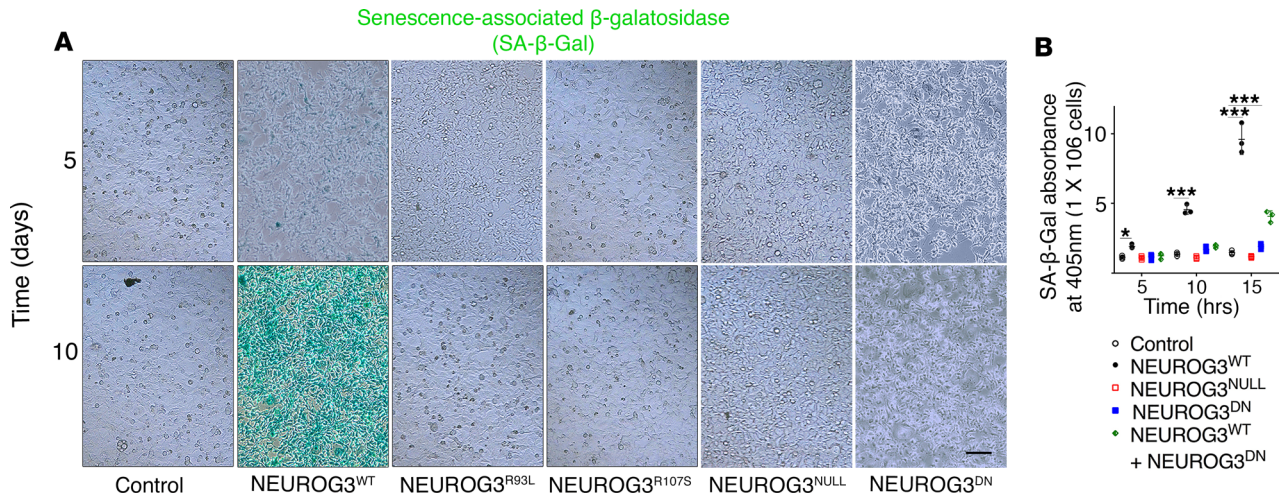 Senescence-associated β-galatosidase
(SA-β-Gal)
A
Time (days)
5
10
Control
NEUROG3WT
NEUROG3R93L
NEUROG3R107S
NEUROG3NULL
NEUROG3DN
B
SA-β-Gal absorbance
at 405nm (1 X 106 cells)
10
5
*
***
***
***
5 10 15
Time (hrs)
Control
NEUROG3WT
NEUROG3NULL
NEUROG3DN
NEUROG3WT
+ NEUROG3DN